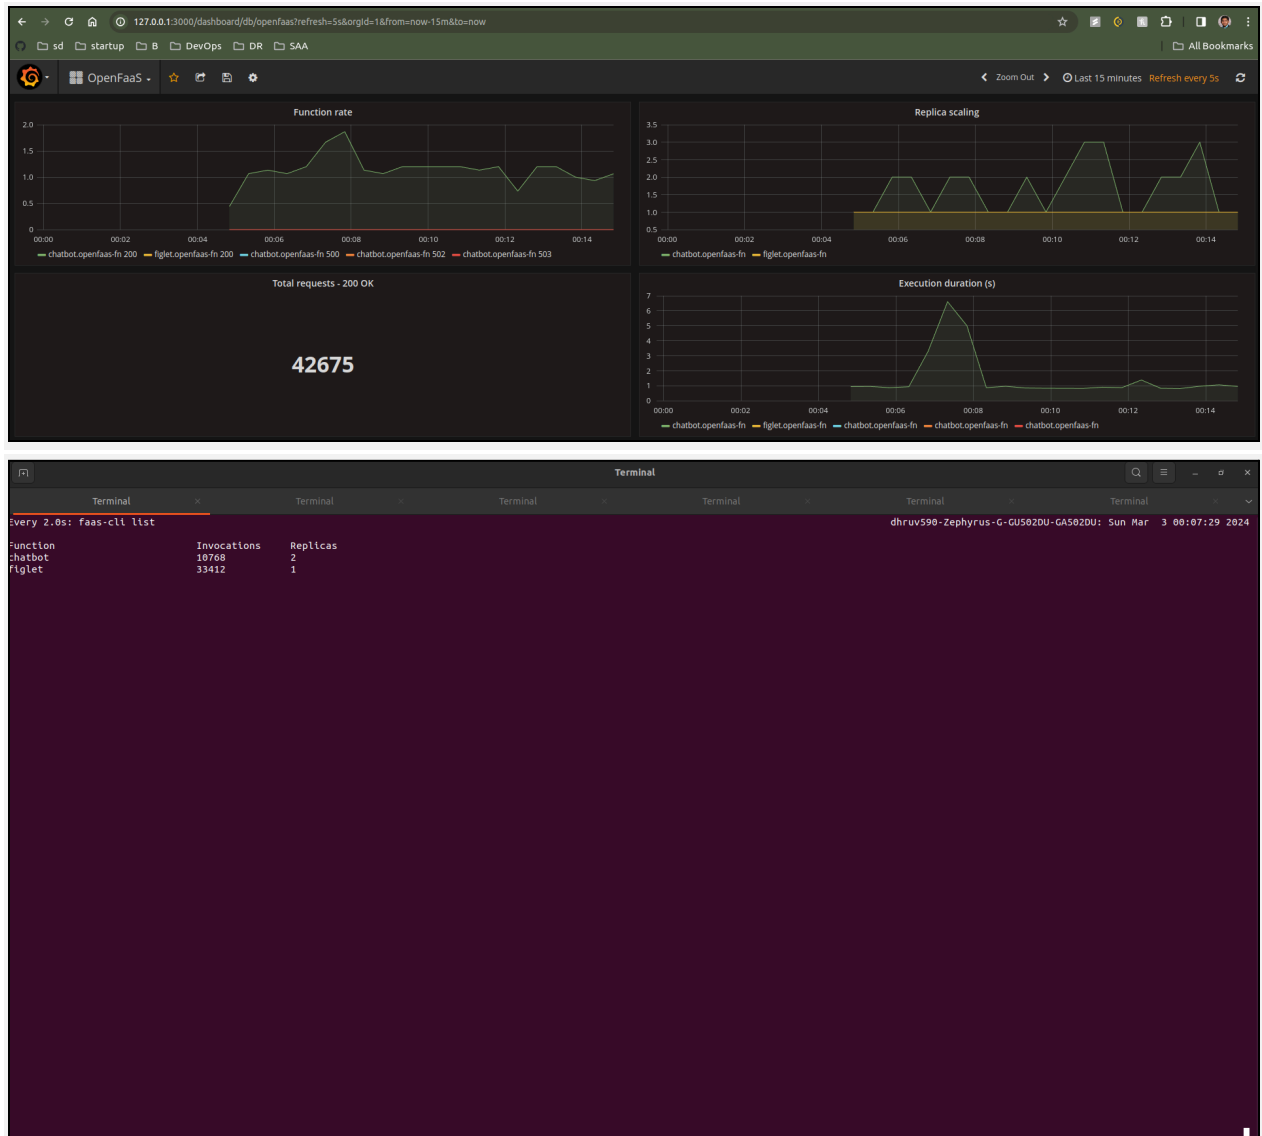 127.0.0.1:3000/dashboard/db/openfaas?refresh=5s&orgId=1&from=now-15m&to=now
sd startup B DevOps DR SAA All Bookmarks
OpenFaaS Zoom Out Last 15 minutes Refresh every 5s
Function rate
2.0
1.5
1.0
0.5
0
00:00 00:02 00:04 00:06 00:08 00:10 00:12 00:14
chatbot.openfaas-fn 200 figlet.openfaas-fn 200 chatbot.openfaas-fn 500 chatbot.openfaas-fn 502 chatbot.openfaas-fn 503
Replica scaling
3.5
3.0
2.5
2.0
1.5
1.0
0.5
00:00 00:02 00:04 00:06 00:08 00:10 00:12 00:14
chatbot.openfaas-fn figlet.openfaas-fn
Total requests - 200 OK
42675
Execution duration (s)
7
6
5
4
3
2
1
0
00:00 00:02 00:04 00:06 00:08 00:10 00:12 00:14
chatbot.openfaas-fn figlet.openfaas-fn chatbot.openfaas-fn chatbot.openfaas-fn chatbot.openfaas-fn
Terminal
Terminal Terminal Terminal Terminal Terminal Terminal
Every 2.0s: faas-cli list dhruv590-Zephyrus-G-GU502DU-GA502DU: Sun Mar 3 00:07:29 2024
Function Invocations Replicas
chatbot 10768 2
figlet 33412 1